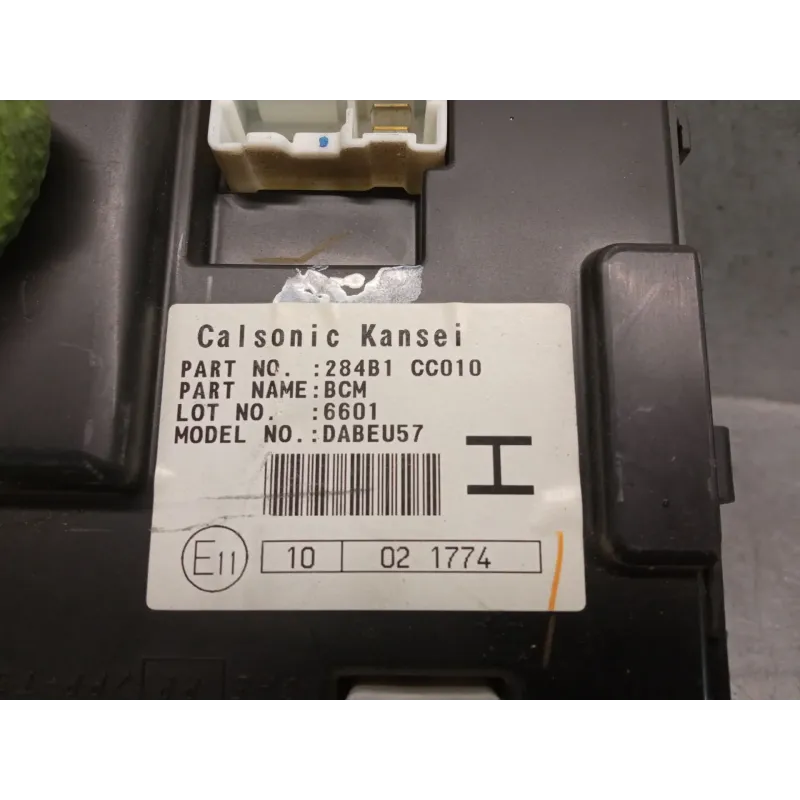 Calsonic Kansei
PART NO. :284B1 CC010
PART NAME:BCM
LOT NO. :6601
MODEL NO.:DABEU57
H
E11 10 02 1774